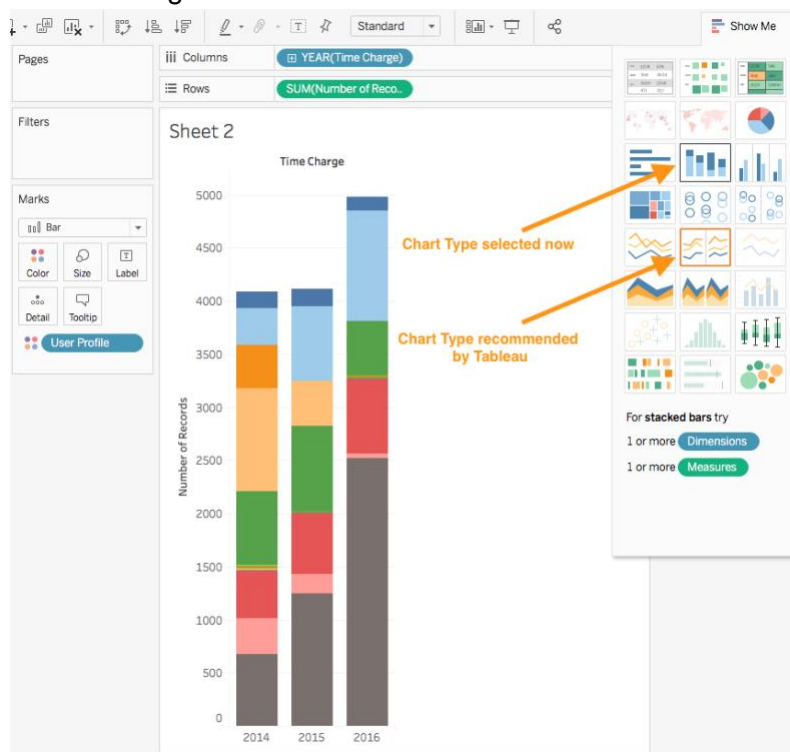 Standard
Show Me
Pages
Columns
YEAR(Time Charge)
Rows
SUM(Number of Reco..
Filters
Sheet 2
Time Charge
Marks
Bar
Color
Size
Label
Detail
Tooltip
User Profile
Number of Records
5000
4500
4000
3500
3000
2500
2000
1500
1000
500
0
2014
2015
2016
Chart Type selected now
Chart Type recommended
by Tableau
For stacked bars try
1 or more Dimensions
1 or more Measures